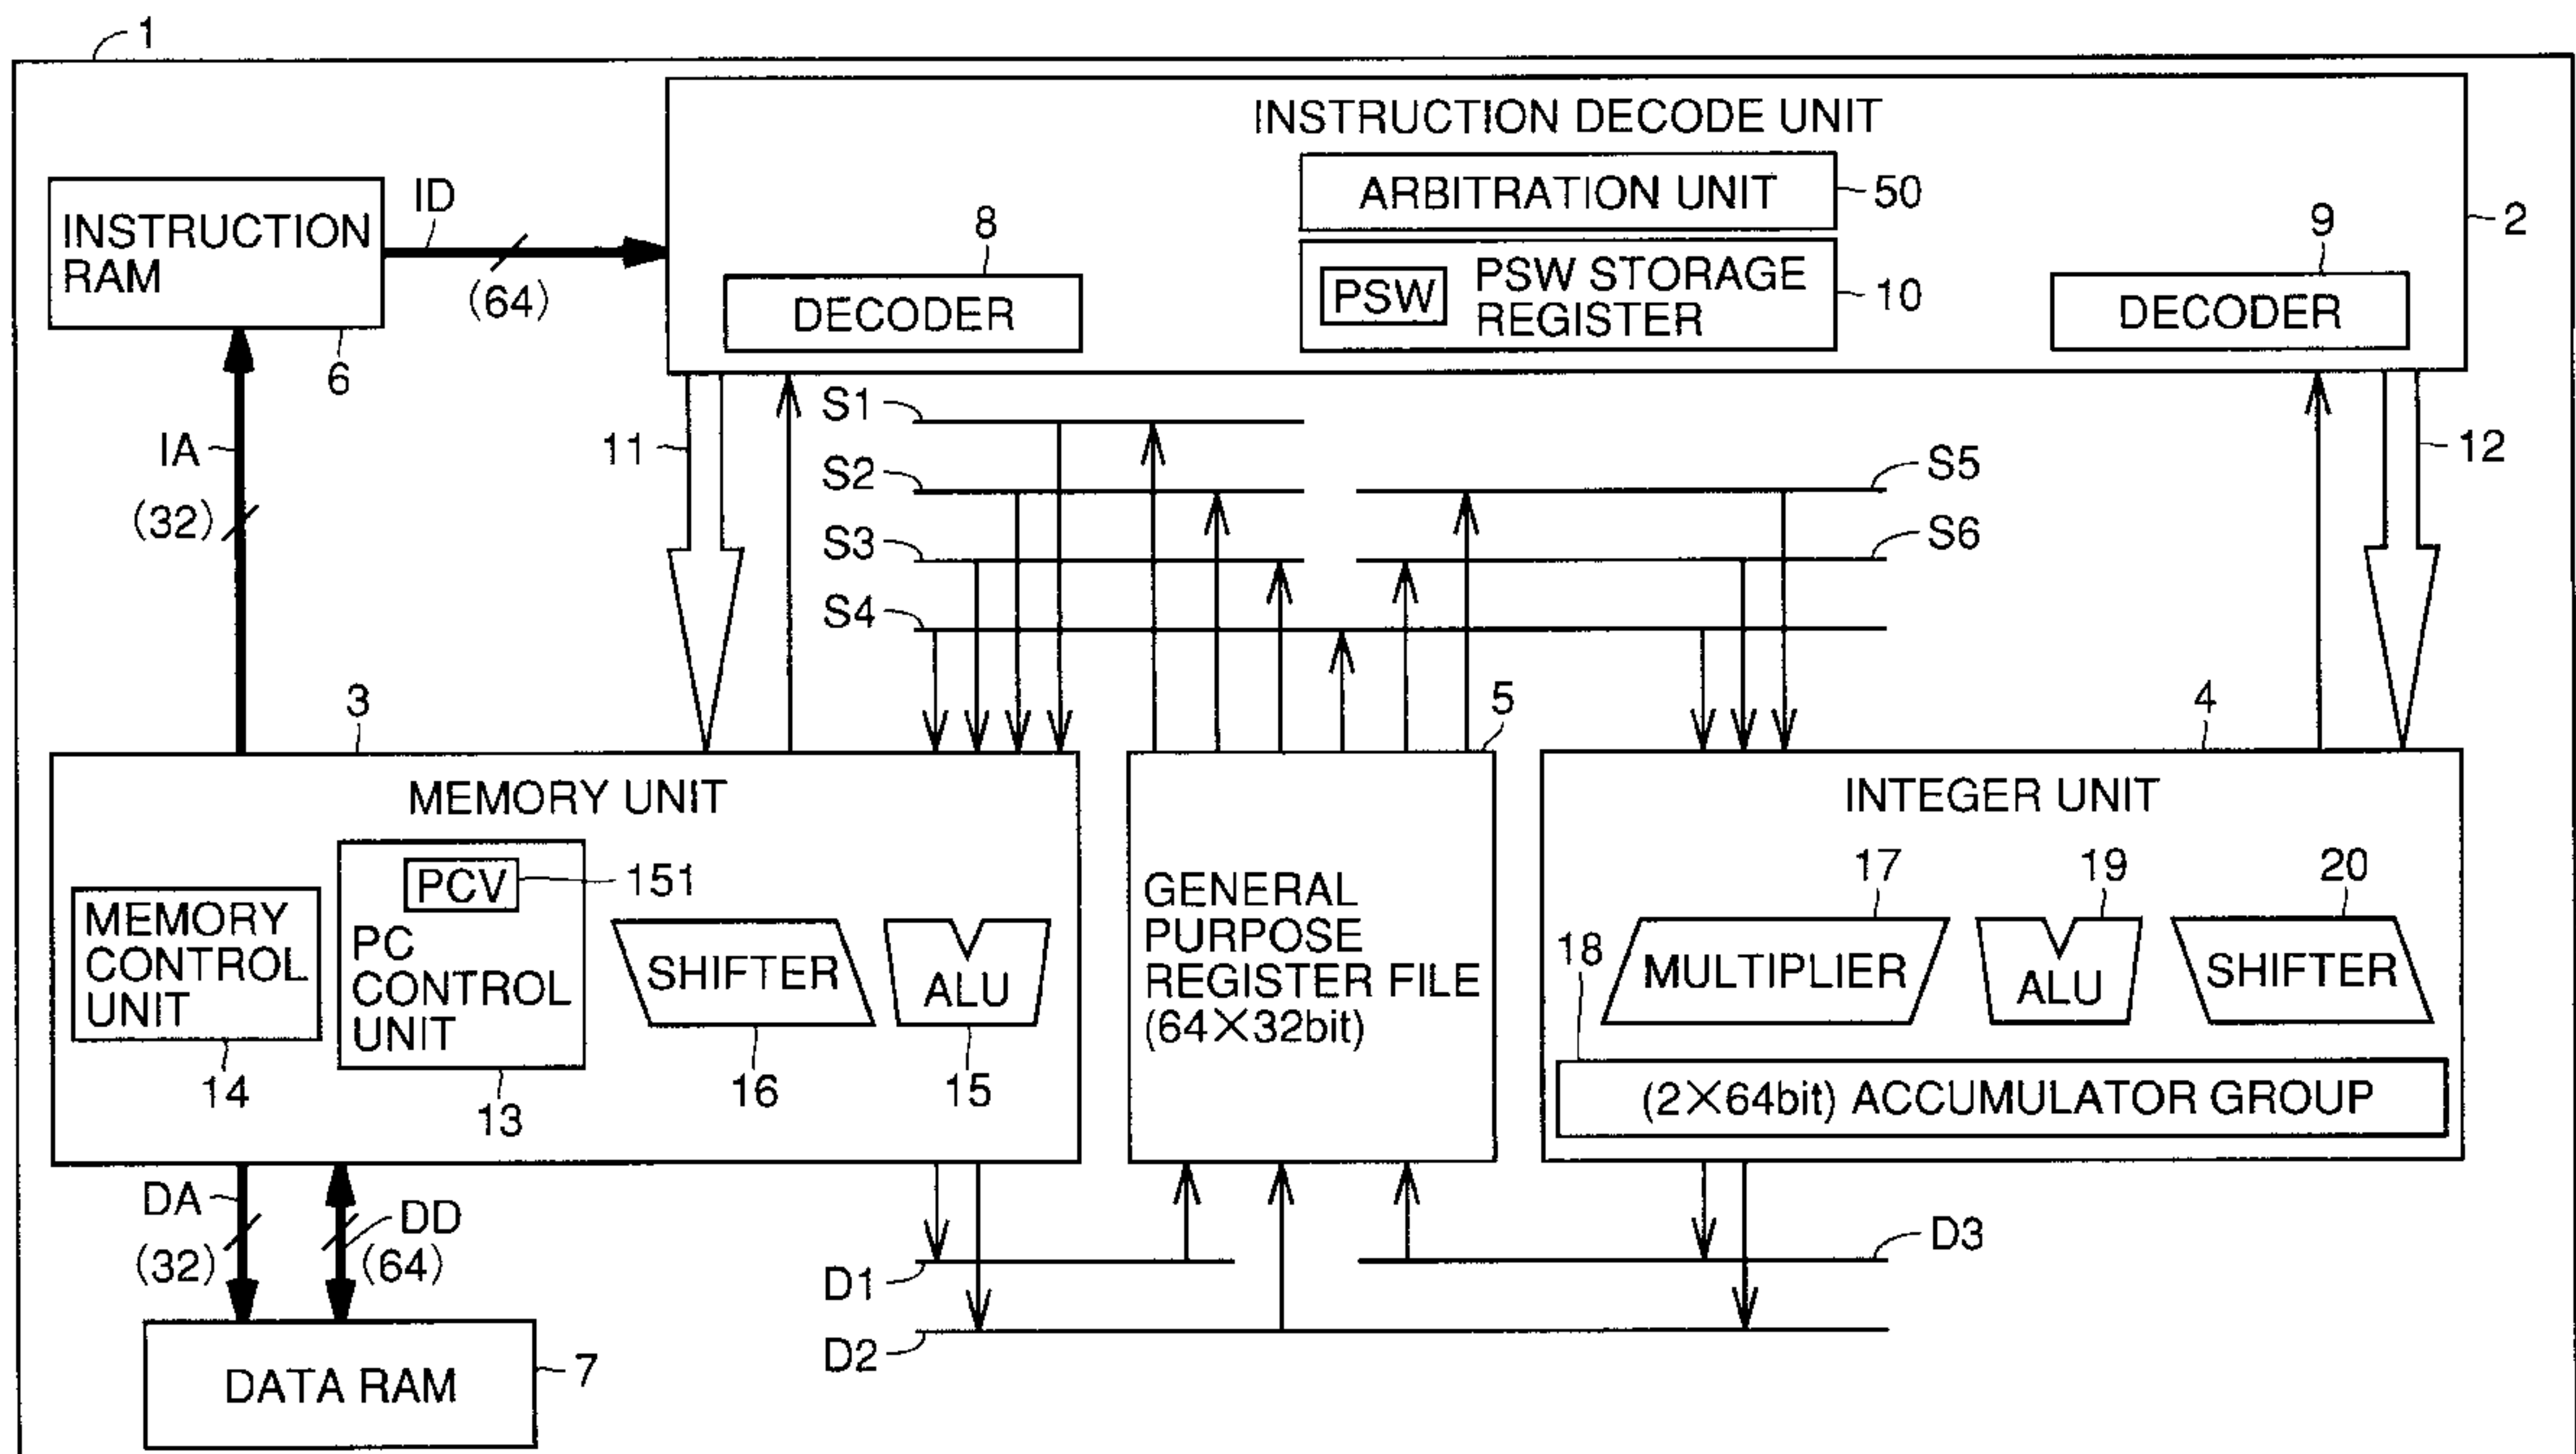 1
INSTRUCTION DECODE UNIT
ARBITRATION UNIT
50
PSW
PSW STORAGE
REGISTER
10
8
DECODER
9
DECODER
2
INSTRUCTION
RAM
6
ID
(64)
IA
(32)
11
12
S1
S2
S3
S4
S5
S6
3
MEMORY UNIT
MEMORY
CONTROL
UNIT
14
PCV
151
PC
CONTROL
UNIT
13
SHIFTER
16
ALU
15
5
GENERAL
PURPOSE
REGISTER FILE
(64×32bit)
4
INTEGER UNIT
17
MULTIPLIER
19
ALU
20
SHIFTER
18
(2×64bit) ACCUMULATOR GROUP
DA
(32)
DD
(64)
D1
D2
D3
DATA RAM
7